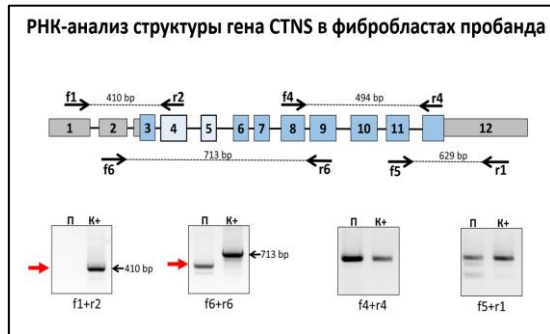 РНК-анализ структуры гена CTNS в фибробластах пробанда
f1 410 bp r2 f4 494 bp r4
1 2 3 4 5 6 7 8 9 10 11 12
f6 713 bp r6 f5 629 bp r1
П К+ П К+ П К+ П К+
410 bp 713 bp
f1+r2 f6+r6 f4+r4 f5+r1